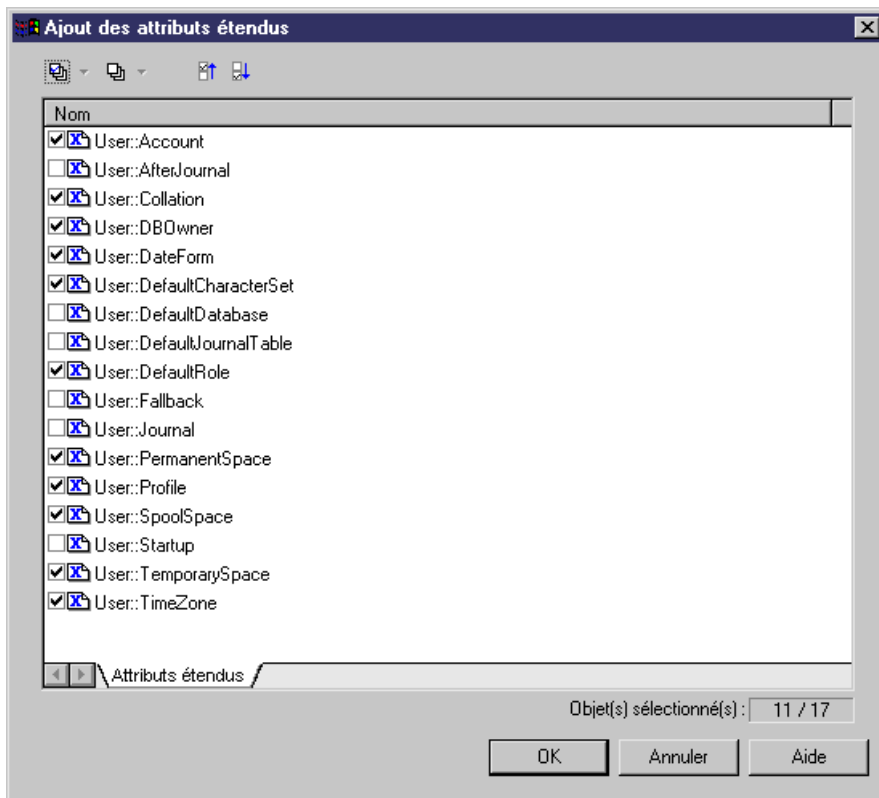 Ajout des attributs étendus
Nom
User::Account
User::AfterJournal
User::Collation
User::DBOwner
User::DateForm
User::DefaultCharacterSet
User::DefaultDatabase
User::DefaultJournalTable
User::DefaultRole
User::Fallback
User::Journal
User::PermanentSpace
User::Profile
User::SpoolSpace
User::Startup
User::TemporarySpace
User::TimeZone
Attributs étendus
Objet(s) sélectionné(s) : 11 / 17
OK Annuler Aide